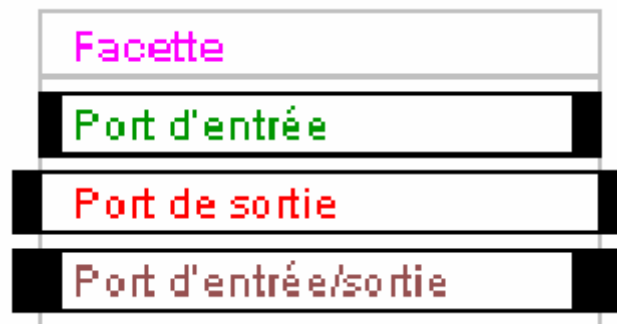 Facette
Port d'entrée
Port de sortie
Port d'entrée/sortie